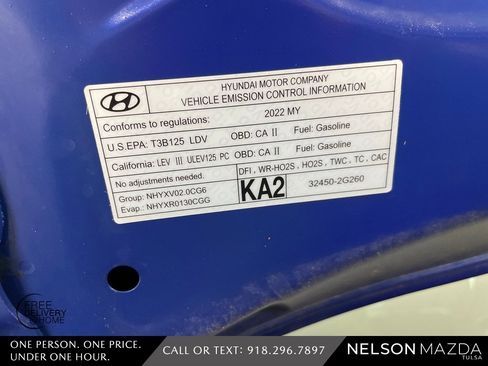 HYUNDAI MOTOR COMPANY
VEHICLE EMISSION CONTROL INFORMATION
Conforms to regulations: 2022 MY
U.S.EPA: T3B125 LDV OBD: CA II Fuel: Gasoline
California: LEV III ULEV125 PC OBD: CA II Fuel: Gasoline
No adjustments needed.
DFI , WR-HO2S , HO2S , TWC , TC , CAC
Group: NHYXV02.0CG6
Evap.: NHYXR0130CGG
KA2
32450-2G260
FREE
DELIVERY
HOME
ONE PERSON. ONE PRICE.
UNDER ONE HOUR.
CALL OR TEXT: 918.296.7897
NELSON MAZDA
TULSA